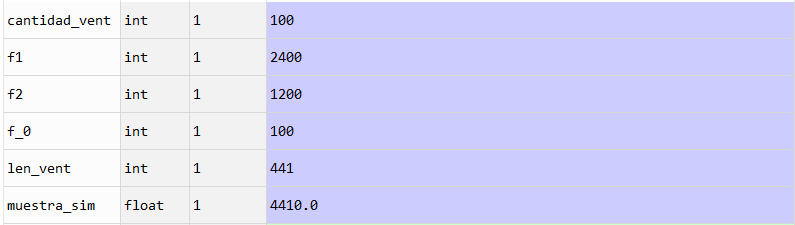 cantidad_vent int 1 100
f1 int 1 2400
f2 int 1 1200
f_0 int 1 100
len_vent int 1 441
muestra_sim float 1 4410.0